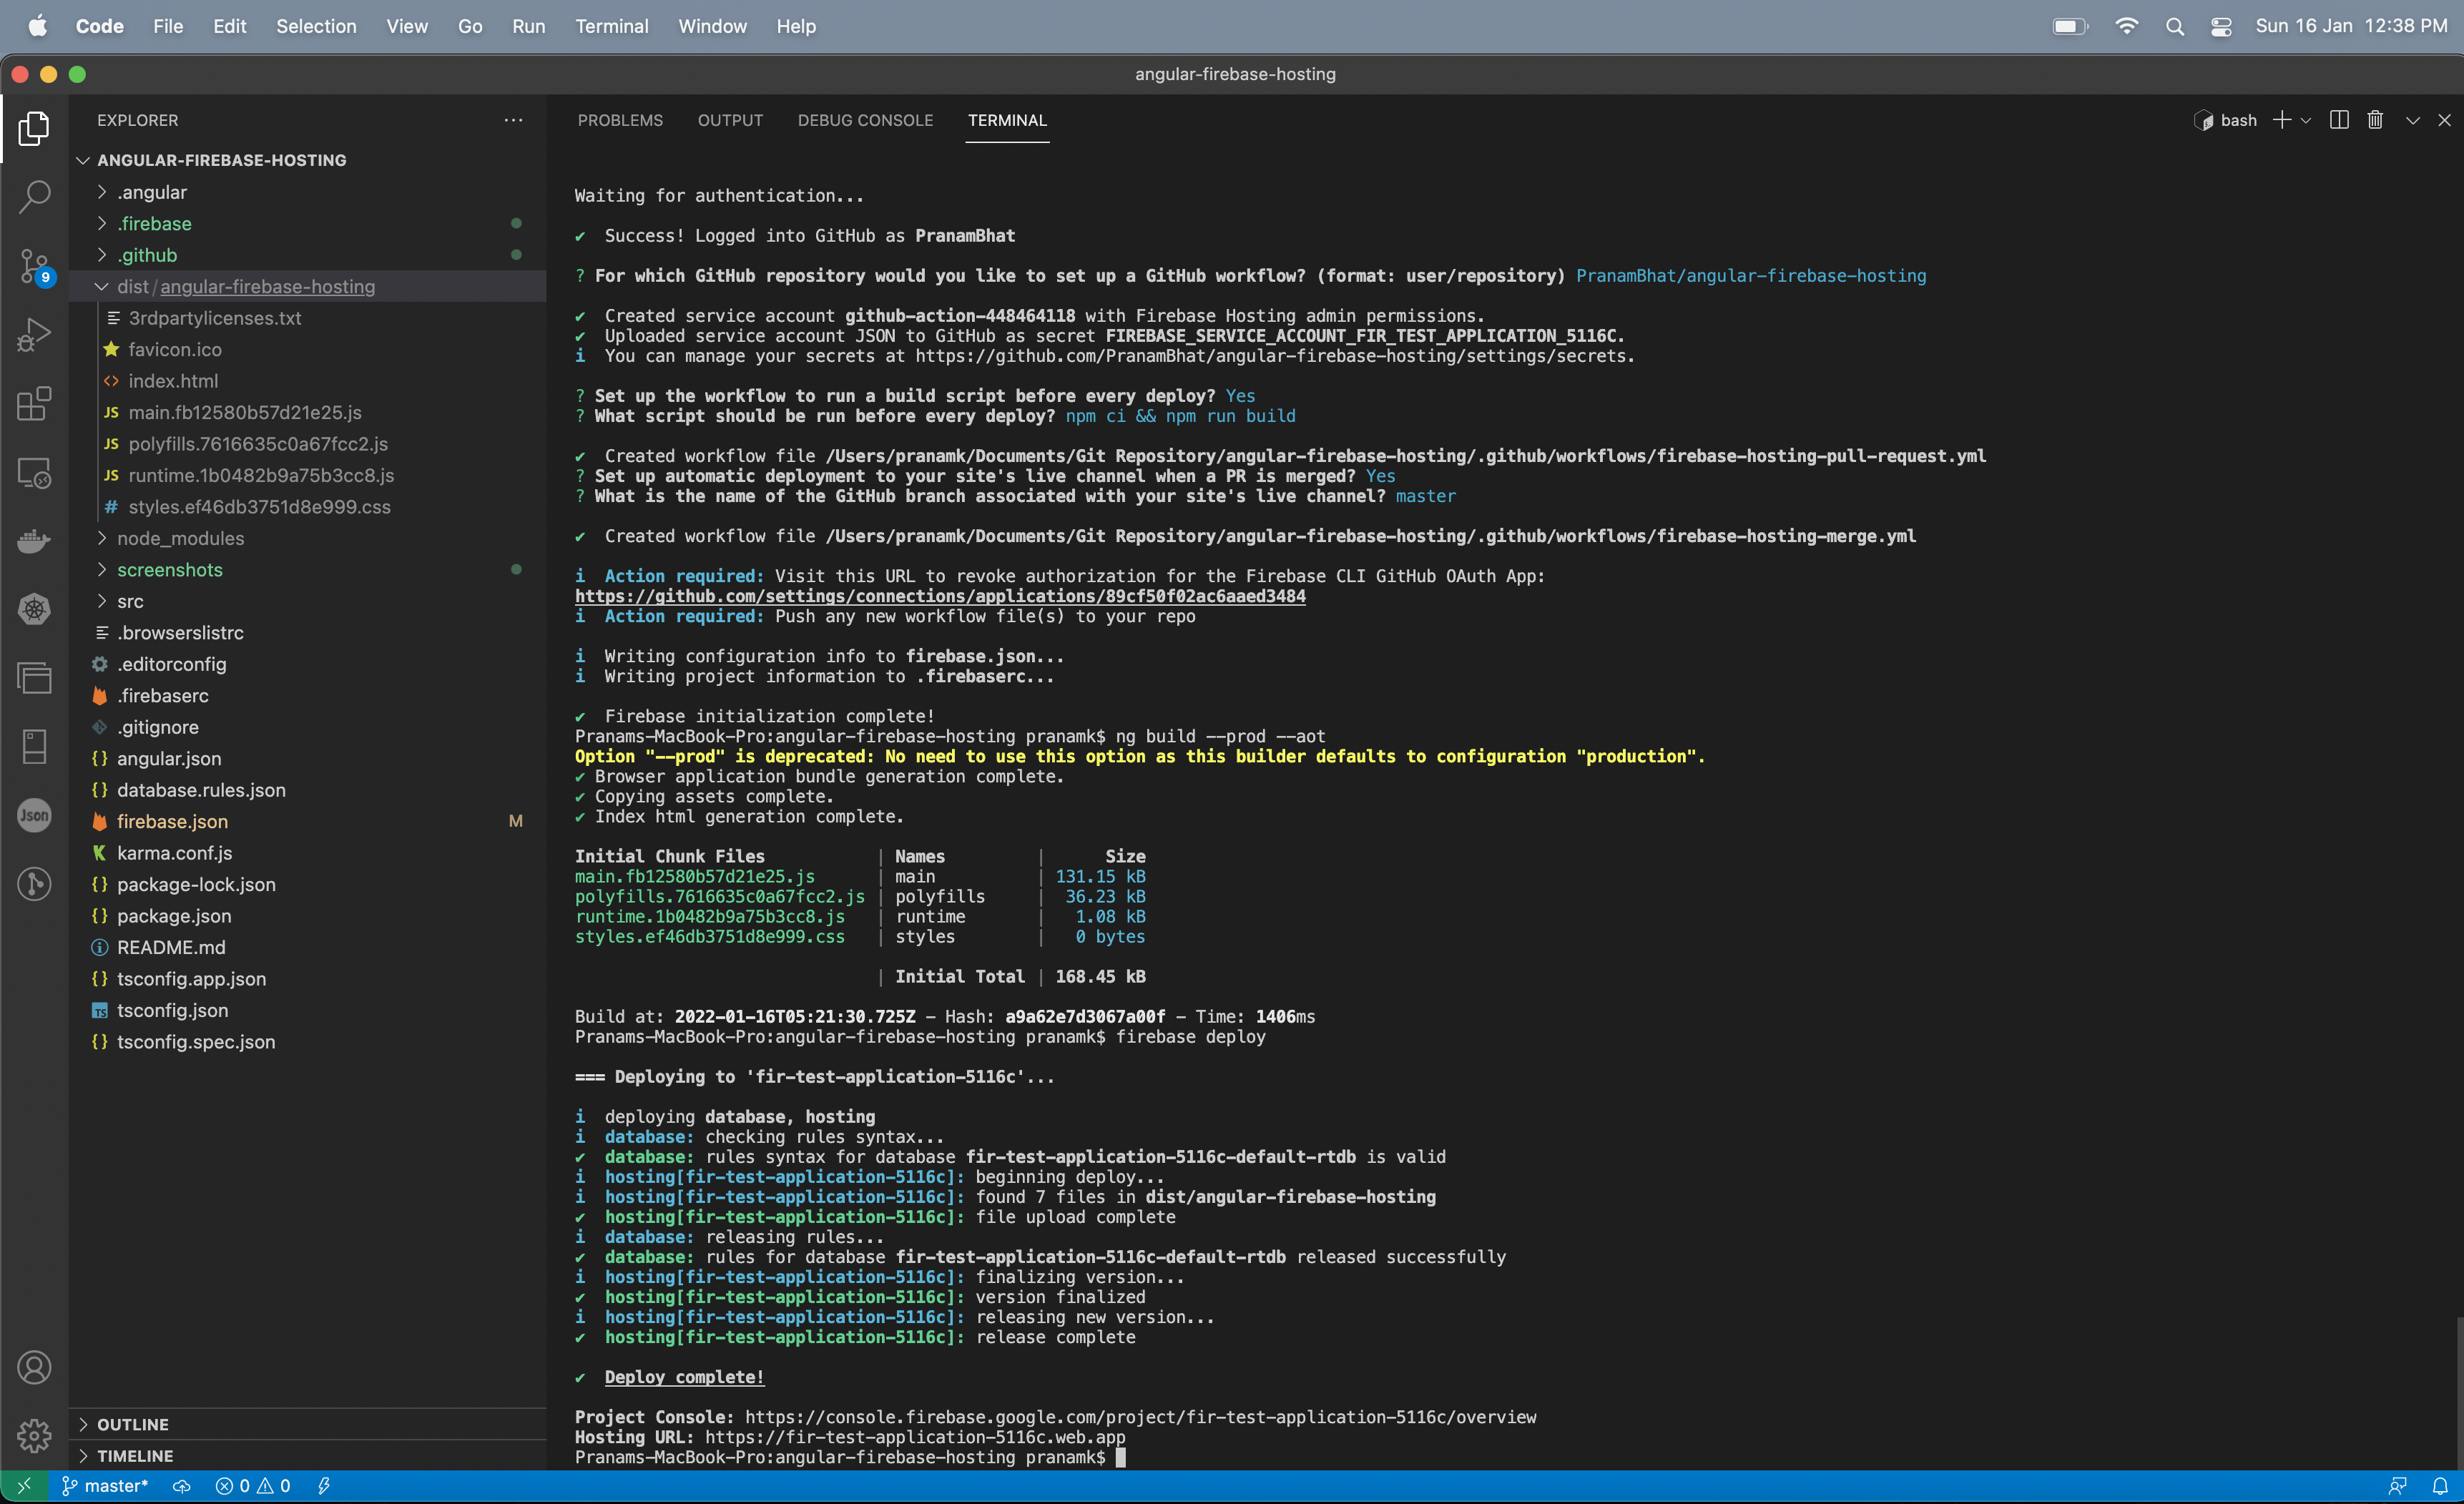 Code File Edit Selection View Go Run Terminal Window Help Sun 16 Jan 12:38 PM
angular-firebase-hosting
EXPLORER
ANGULAR-FIREBASE-HOSTING
.angular
.firebase
.github
dist/angular-firebase-hosting
3rdpartylicenses.txt
favicon.ico
index.html
JS main.fb12580b57d21e25.js
JS polyfills.7616635c0a67fcc2.js
JS runtime.1b0482b9a75b3cc8.js
# styles.ef46db3751d8e999.css
node_modules
screenshots
src
.browserslistrc
.editorconfig
.firebaserc
.gitignore
{} angular.json
{} database.rules.json
firebase.json M
karma.conf.js
{} package-lock.json
{} package.json
README.md
{} tsconfig.app.json
TS tsconfig.json
{} tsconfig.spec.json
OUTLINE
TIMELINE
9
Json
PROBLEMS OUTPUT DEBUG CONSOLE TERMINAL bash
Waiting for authentication...
✔ Success! Logged into GitHub as PranamBhat
? For which GitHub repository would you like to set up a GitHub workflow? (format: user/repository) PranamBhat/angular-firebase-hosting
✔ Created service account github-action-448464118 with Firebase Hosting admin permissions.
✔ Uploaded service account JSON to GitHub as secret FIREBASE_SERVICE_ACCOUNT_FIR_TEST_APPLICATION_5116C.
i You can manage your secrets at https://github.com/PranamBhat/angular-firebase-hosting/settings/secrets.
? Set up the workflow to run a build script before every deploy? Yes
? What script should be run before every deploy? npm ci && npm run build
✔ Created workflow file /Users/pranamk/Documents/Git Repository/angular-firebase-hosting/.github/workflows/firebase-hosting-pull-request.yml
? Set up automatic deployment to your site's live channel when a PR is merged? Yes
? What is the name of the GitHub branch associated with your site's live channel? master
✔ Created workflow file /Users/pranamk/Documents/Git Repository/angular-firebase-hosting/.github/workflows/firebase-hosting-merge.yml
i Action required: Visit this URL to revoke authorization for the Firebase CLI GitHub OAuth App:
https://github.com/settings/connections/applications/89cf50f02ac6aaed3484
i Action required: Push any new workflow file(s) to your repo
i Writing configuration info to firebase.json...
i Writing project information to .firebaserc...
✔ Firebase initialization complete!
Pranams-MacBook-Pro:angular-firebase-hosting pranamk$ ng build --prod --aot
Option "--prod" is deprecated: No need to use this option as this builder defaults to configuration "production".
✔ Browser application bundle generation complete.
✔ Copying assets complete.
✔ Index html generation complete.
Initial Chunk Files | Names | Size
main.fb12580b57d21e25.js | main | 131.15 kB
polyfills.7616635c0a67fcc2.js | polyfills | 36.23 kB
runtime.1b0482b9a75b3cc8.js | runtime | 1.08 kB
styles.ef46db3751d8e999.css | styles | 0 bytes
| Initial Total | 168.45 kB
Build at: 2022-01-16T05:21:30.725Z - Hash: a9a62e7d3067a00f - Time: 1406ms
Pranams-MacBook-Pro:angular-firebase-hosting pranamk$ firebase deploy
=== Deploying to 'fir-test-application-5116c'...
i deploying database, hosting
i database: checking rules syntax...
✔ database: rules syntax for database fir-test-application-5116c-default-rtdb is valid
i hosting[fir-test-application-5116c]: beginning deploy...
i hosting[fir-test-application-5116c]: found 7 files in dist/angular-firebase-hosting
✔ hosting[fir-test-application-5116c]: file upload complete
i database: releasing rules...
✔ database: rules for database fir-test-application-5116c-default-rtdb released successfully
i hosting[fir-test-application-5116c]: finalizing version...
✔ hosting[fir-test-application-5116c]: version finalized
i hosting[fir-test-application-5116c]: releasing new version...
✔ hosting[fir-test-application-5116c]: release complete
✔ Deploy complete!
Project Console: https://console.firebase.google.com/project/fir-test-application-5116c/overview
Hosting URL: https://fir-test-application-5116c.web.app
Pranams-MacBook-Pro:angular-firebase-hosting pranamk$
master* 0 0